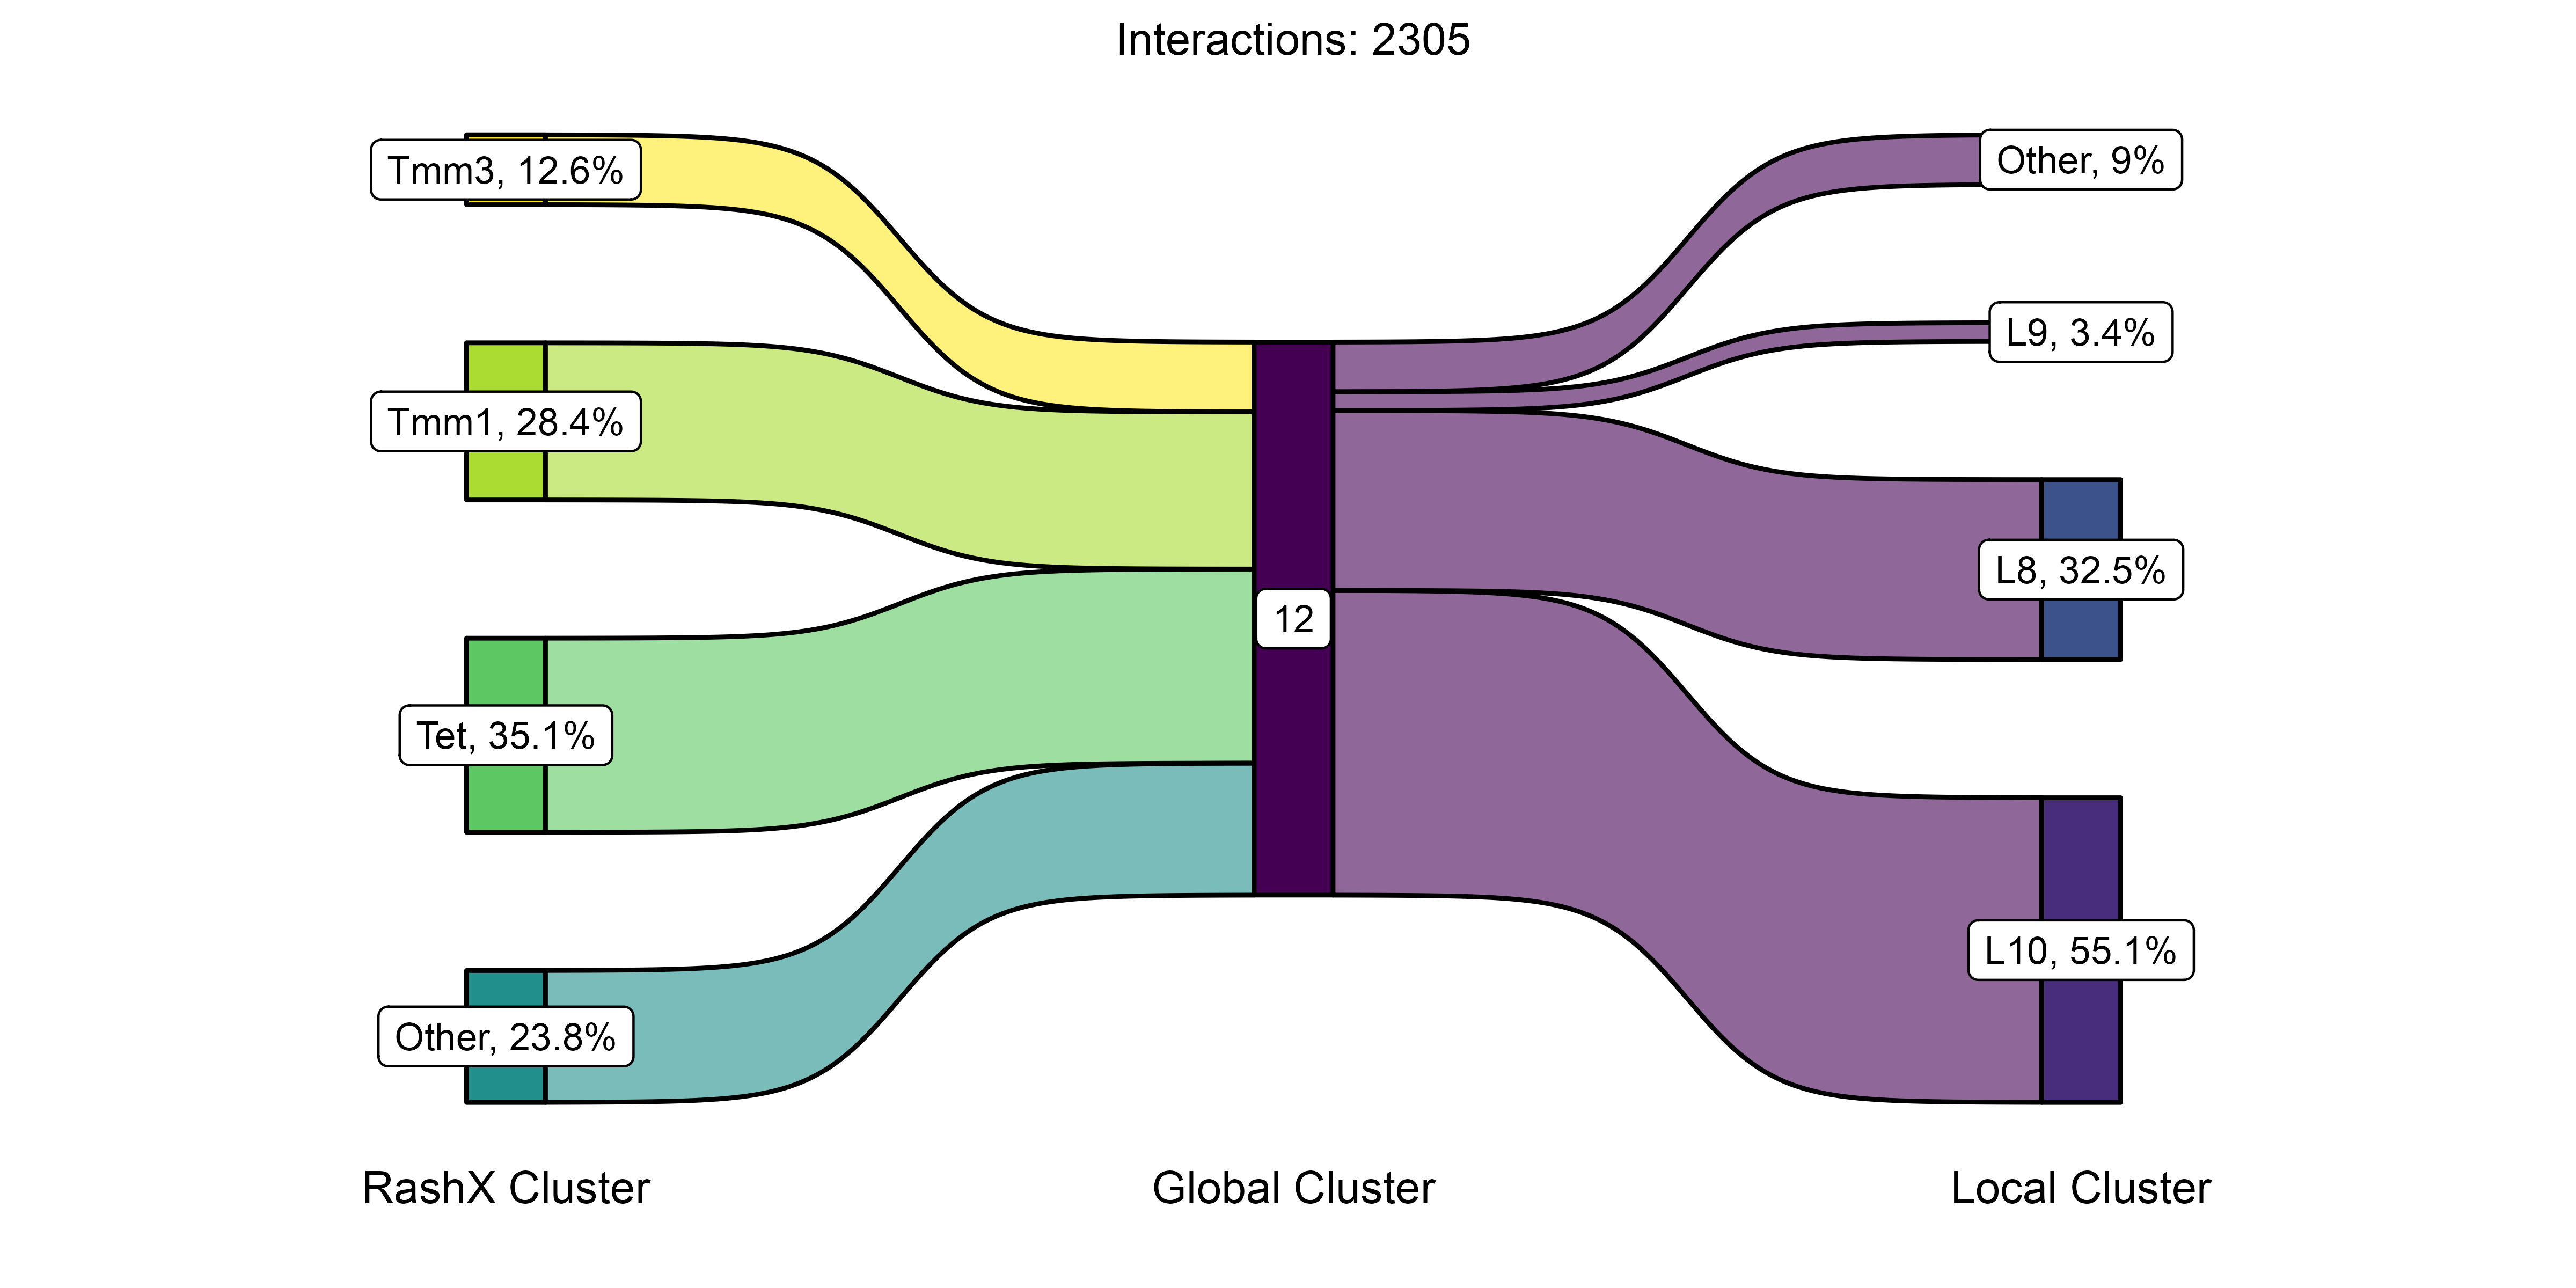 Interactions: 2305
Tmm3, 12.6%
Tmm1, 28.4%
Tet, 35.1%
Other, 23.8%
12
Other, 9%
L9, 3.4%
L8, 32.5%
L10, 55.1%
RashX Cluster
Global Cluster
Local Cluster